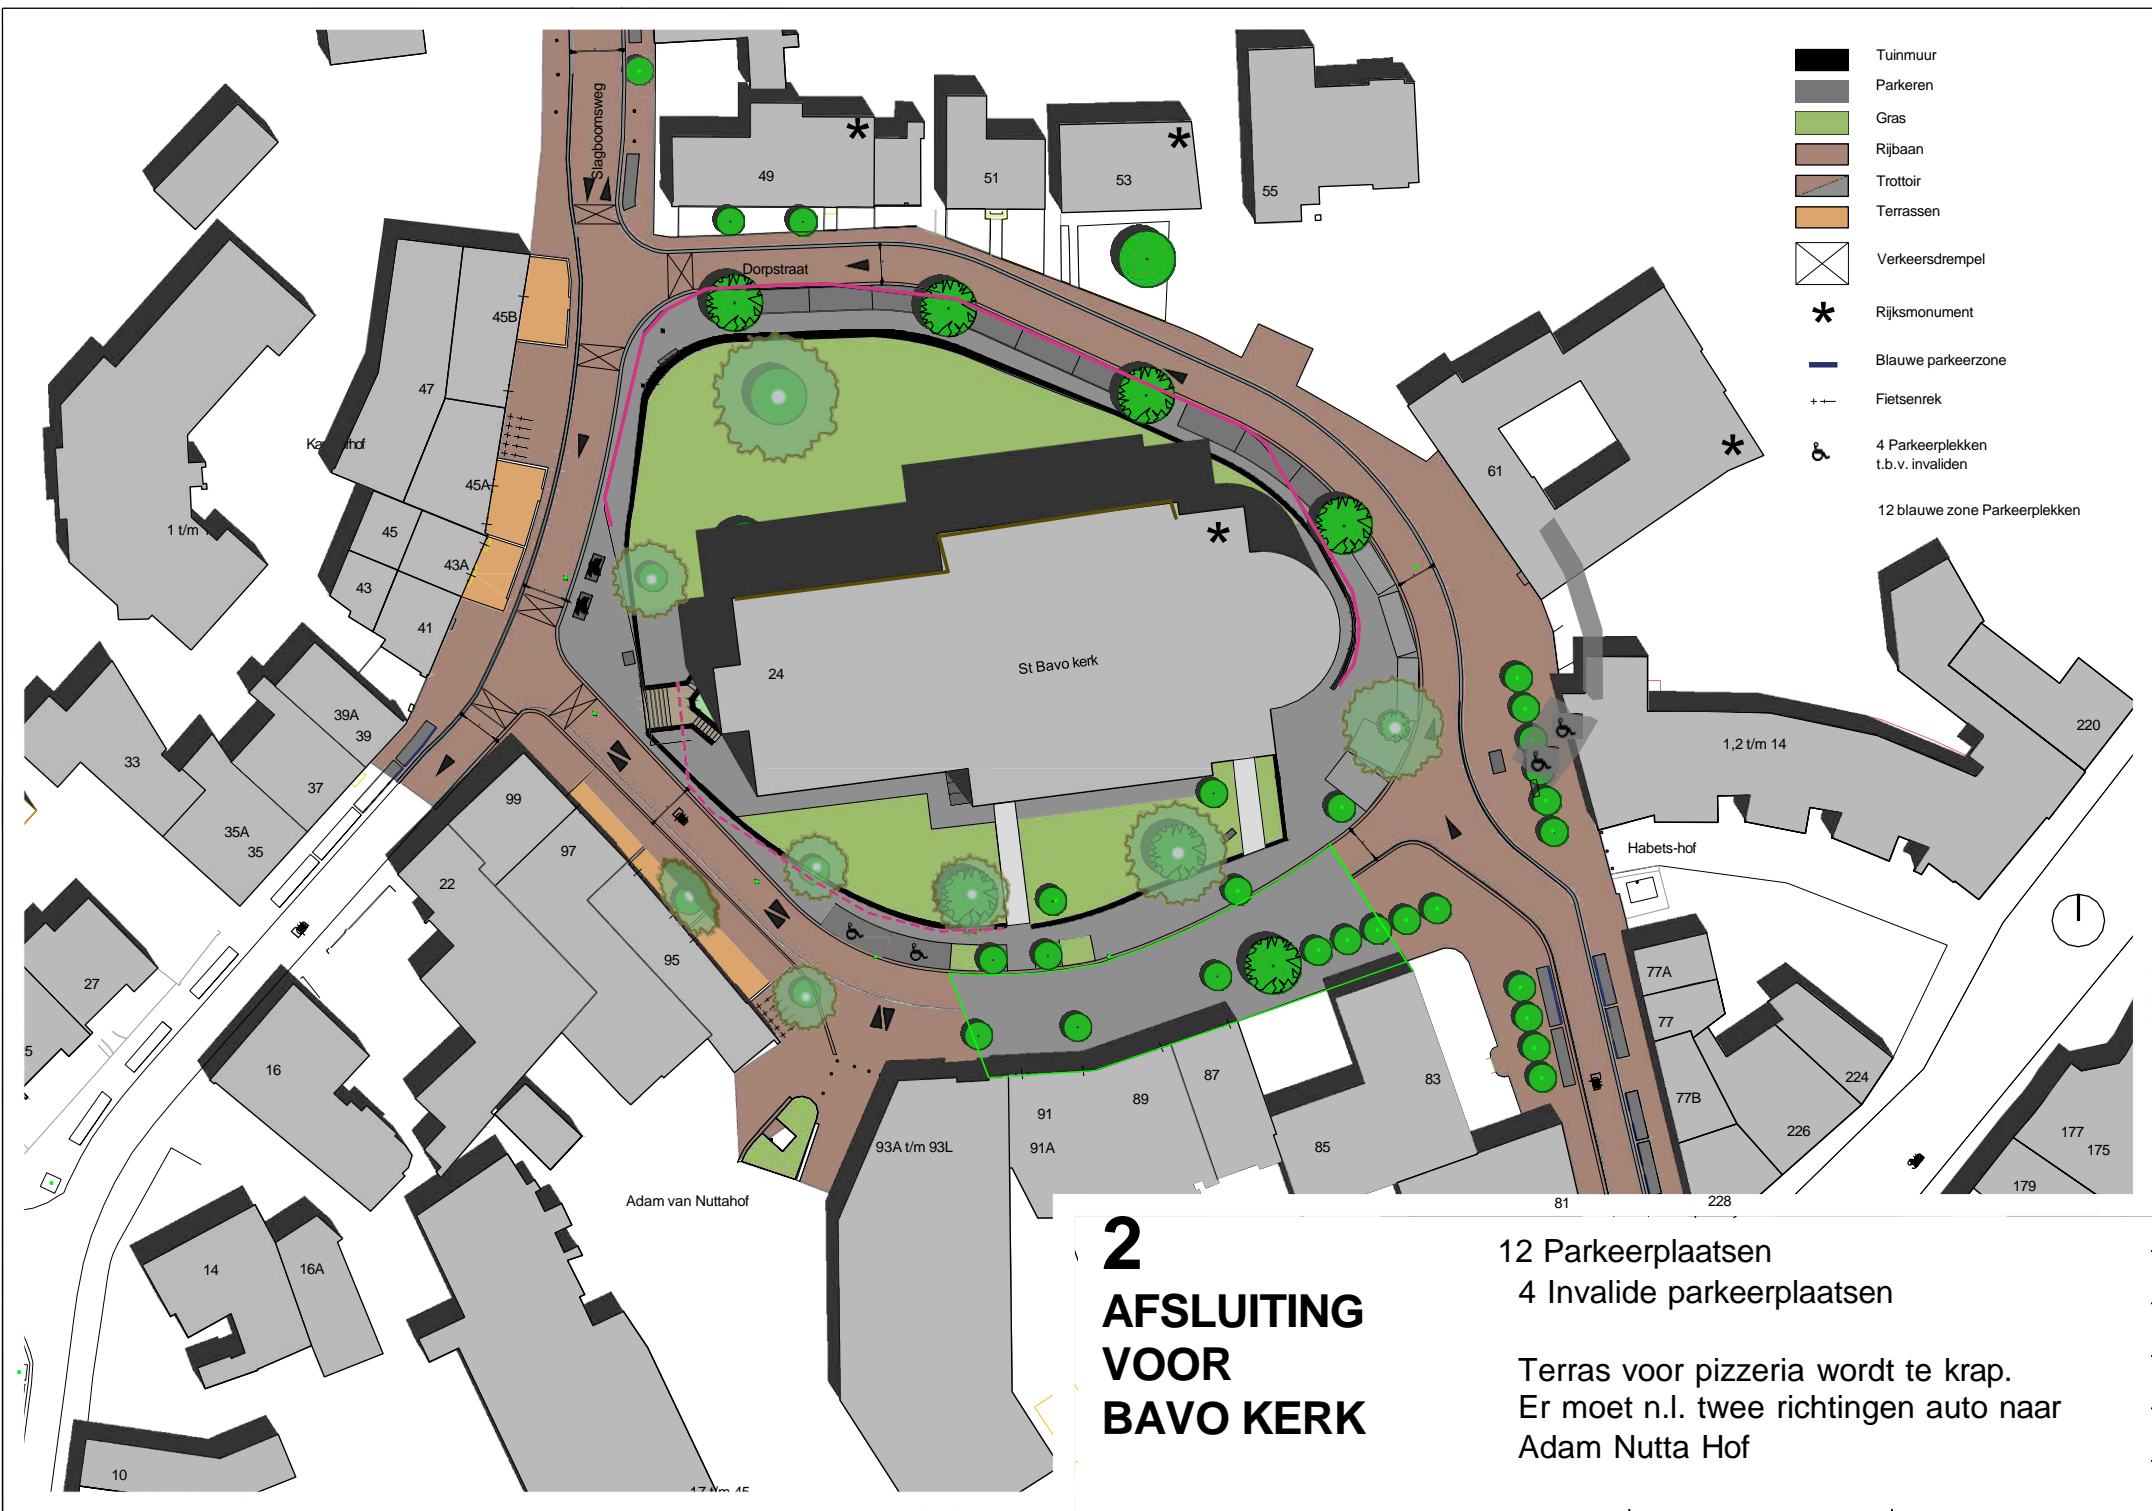 Tuinmuur
Parkeren
Gras
Rijbaan
Trottoir
Terrassen
Verkeersdrempel
Rijksmonument
Blauwe parkeerzone
Fietsenrek
4 Parkeerplekken
t.b.v. invaliden
12 blauwe zone Parkeerplekken
Slagboomsweg
49
51
53
55
Dorpstraat
45B
47
45A
1 t/m
45
43A
43
41
61
24
St Bavo kerk
39A
39
33
37
35A
35
99
97
22
95
27
16
1,2 t/m 14
220
Habets-hof
77A
77
77B
224
226
228
177
175
179
81
83
85
87
89
91
91A
93A t/m 93L
Adam van Nuttahof
14
16A
10
2
AFSLUITING
VOOR
BAVO KERK
12 Parkeerplaatsen
4 Invalide parkeerplaatsen
Terras voor pizzeria wordt te krap.
Er moet n.l. twee richtingen auto naar
Adam Nutta Hof